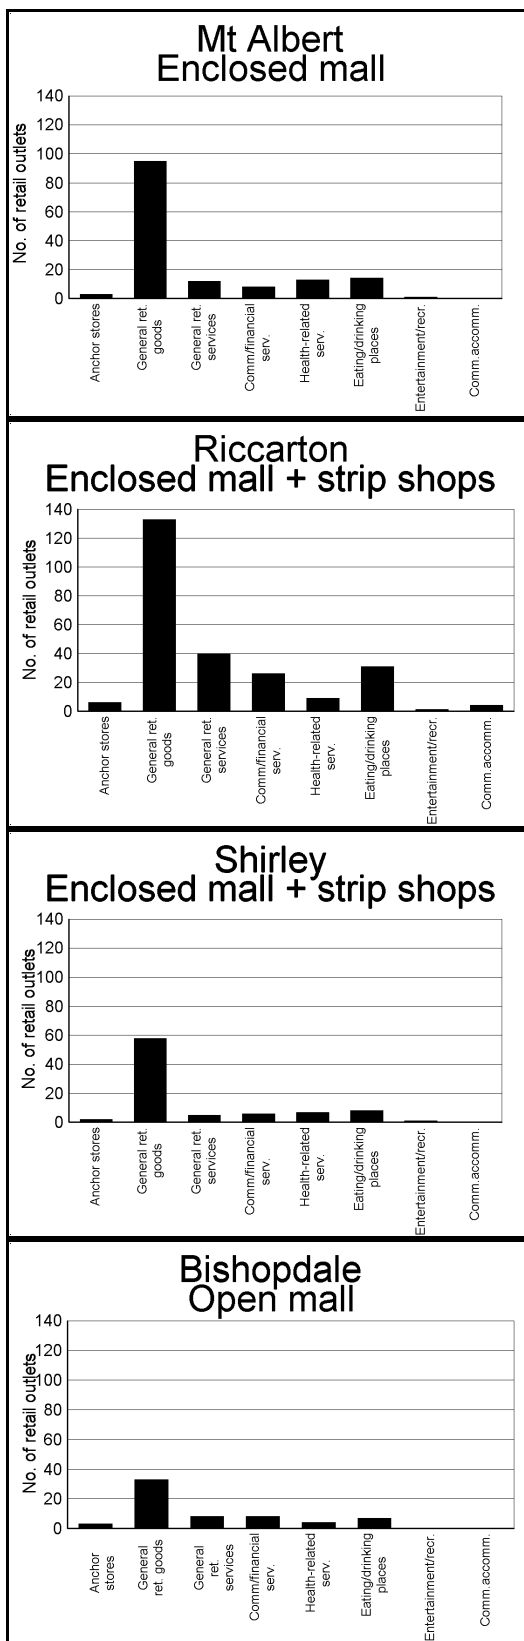 Mt Albert
Enclosed mall
No. of retail outlets
140
120
100
80
60
40
20
0
Anchor stores
General ret.
goods
General ret.
services
Comm/financial
serv.
Health-related
serv.
Eating/drinking
places
Entertainment/recr.
Comm.accomm.
Riccarton
Enclosed mall + strip shops
No. of retail outlets
140
120
100
80
60
40
20
0
Anchor stores
General ret.
goods
General ret.
services
Comm/financial
serv.
Health-related
serv.
Eating/drinking
places
Entertainment/recr.
Comm.accomm.
Shirley
Enclosed mall + strip shops
No. of retail outlets
140
120
100
80
60
40
20
0
Anchor stores
General ret.
goods
General ret.
services
Comm/financial
serv.
Health-related
serv.
Eating/drinking
places
Entertainment/recr.
Comm.accomm.
Bishopdale
Open mall
No. of retail outlets
140
120
100
80
60
40
20
0
Anchor
stores
General
ret. goods
General
ret.
services
Comm/financial
serv.
Health-related
serv.
Eating/drinking
places
Entertainment/recr.
Comm.accomm.